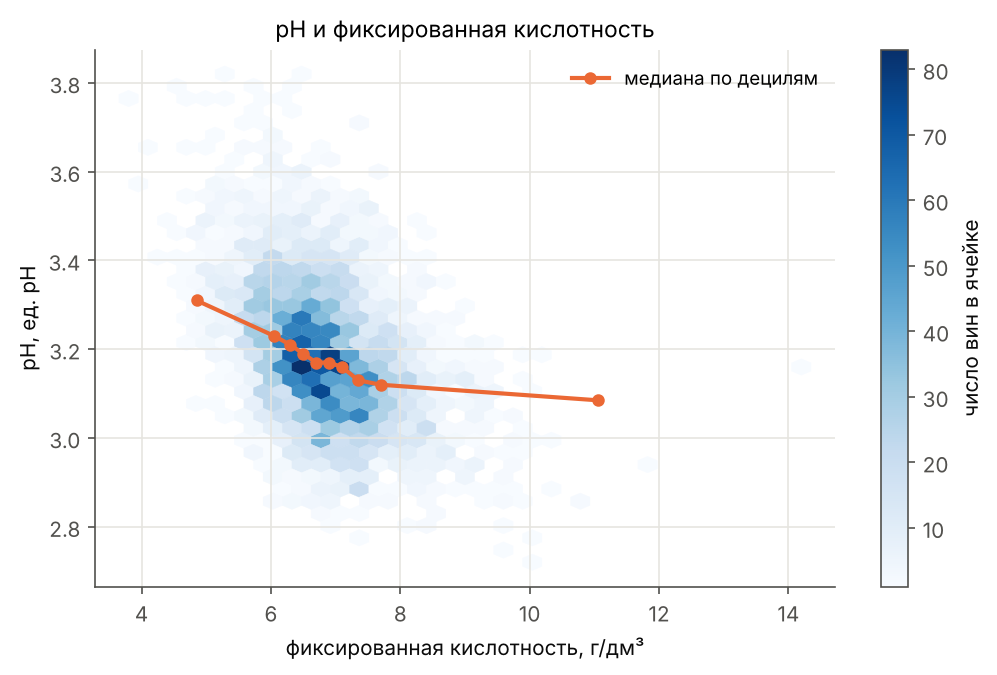 pH и фиксированная кислотность
медиана по децилям
3.8
3.6
3.4
3.2
3.0
2.8
pH, ед. pH
4 6 8 10 12 14
фиксированная кислотность, г/дм³
80
70
60
50
40
30
20
10
число вин в ячейке